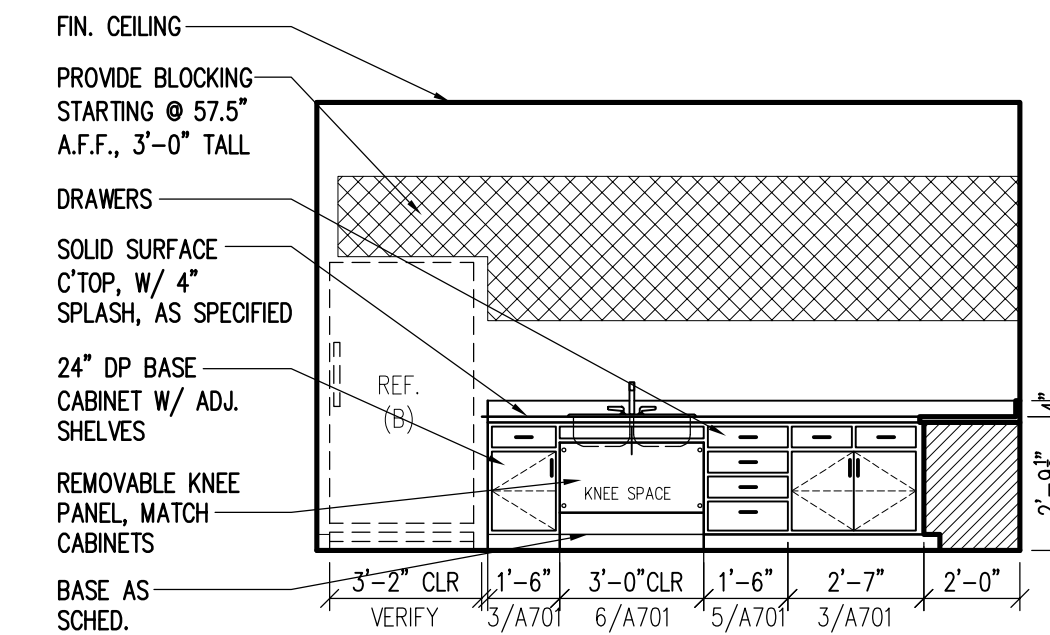 FIN. CEILING
PROVIDE BLOCKING
STARTING @ 57.5"
A.F.F., 3'-0" TALL
DRAWERS
SOLID SURFACE
C'TOP, W/ 4"
SPLASH, AS SPECIFIED
24" DP BASE
CABINET W/ ADJ.
SHELVES
REMOVABLE KNEE
PANEL, MATCH
CABINETS
BASE AS
SCHED.
REF.
(B)
KNEE SPACE
4"
3'-2" CLR
1'-6"
3'-0"CLR
1'-6"
2'-7"
2'-0"
VERIFY
3/A701
6/A701
5/A701
3/A701